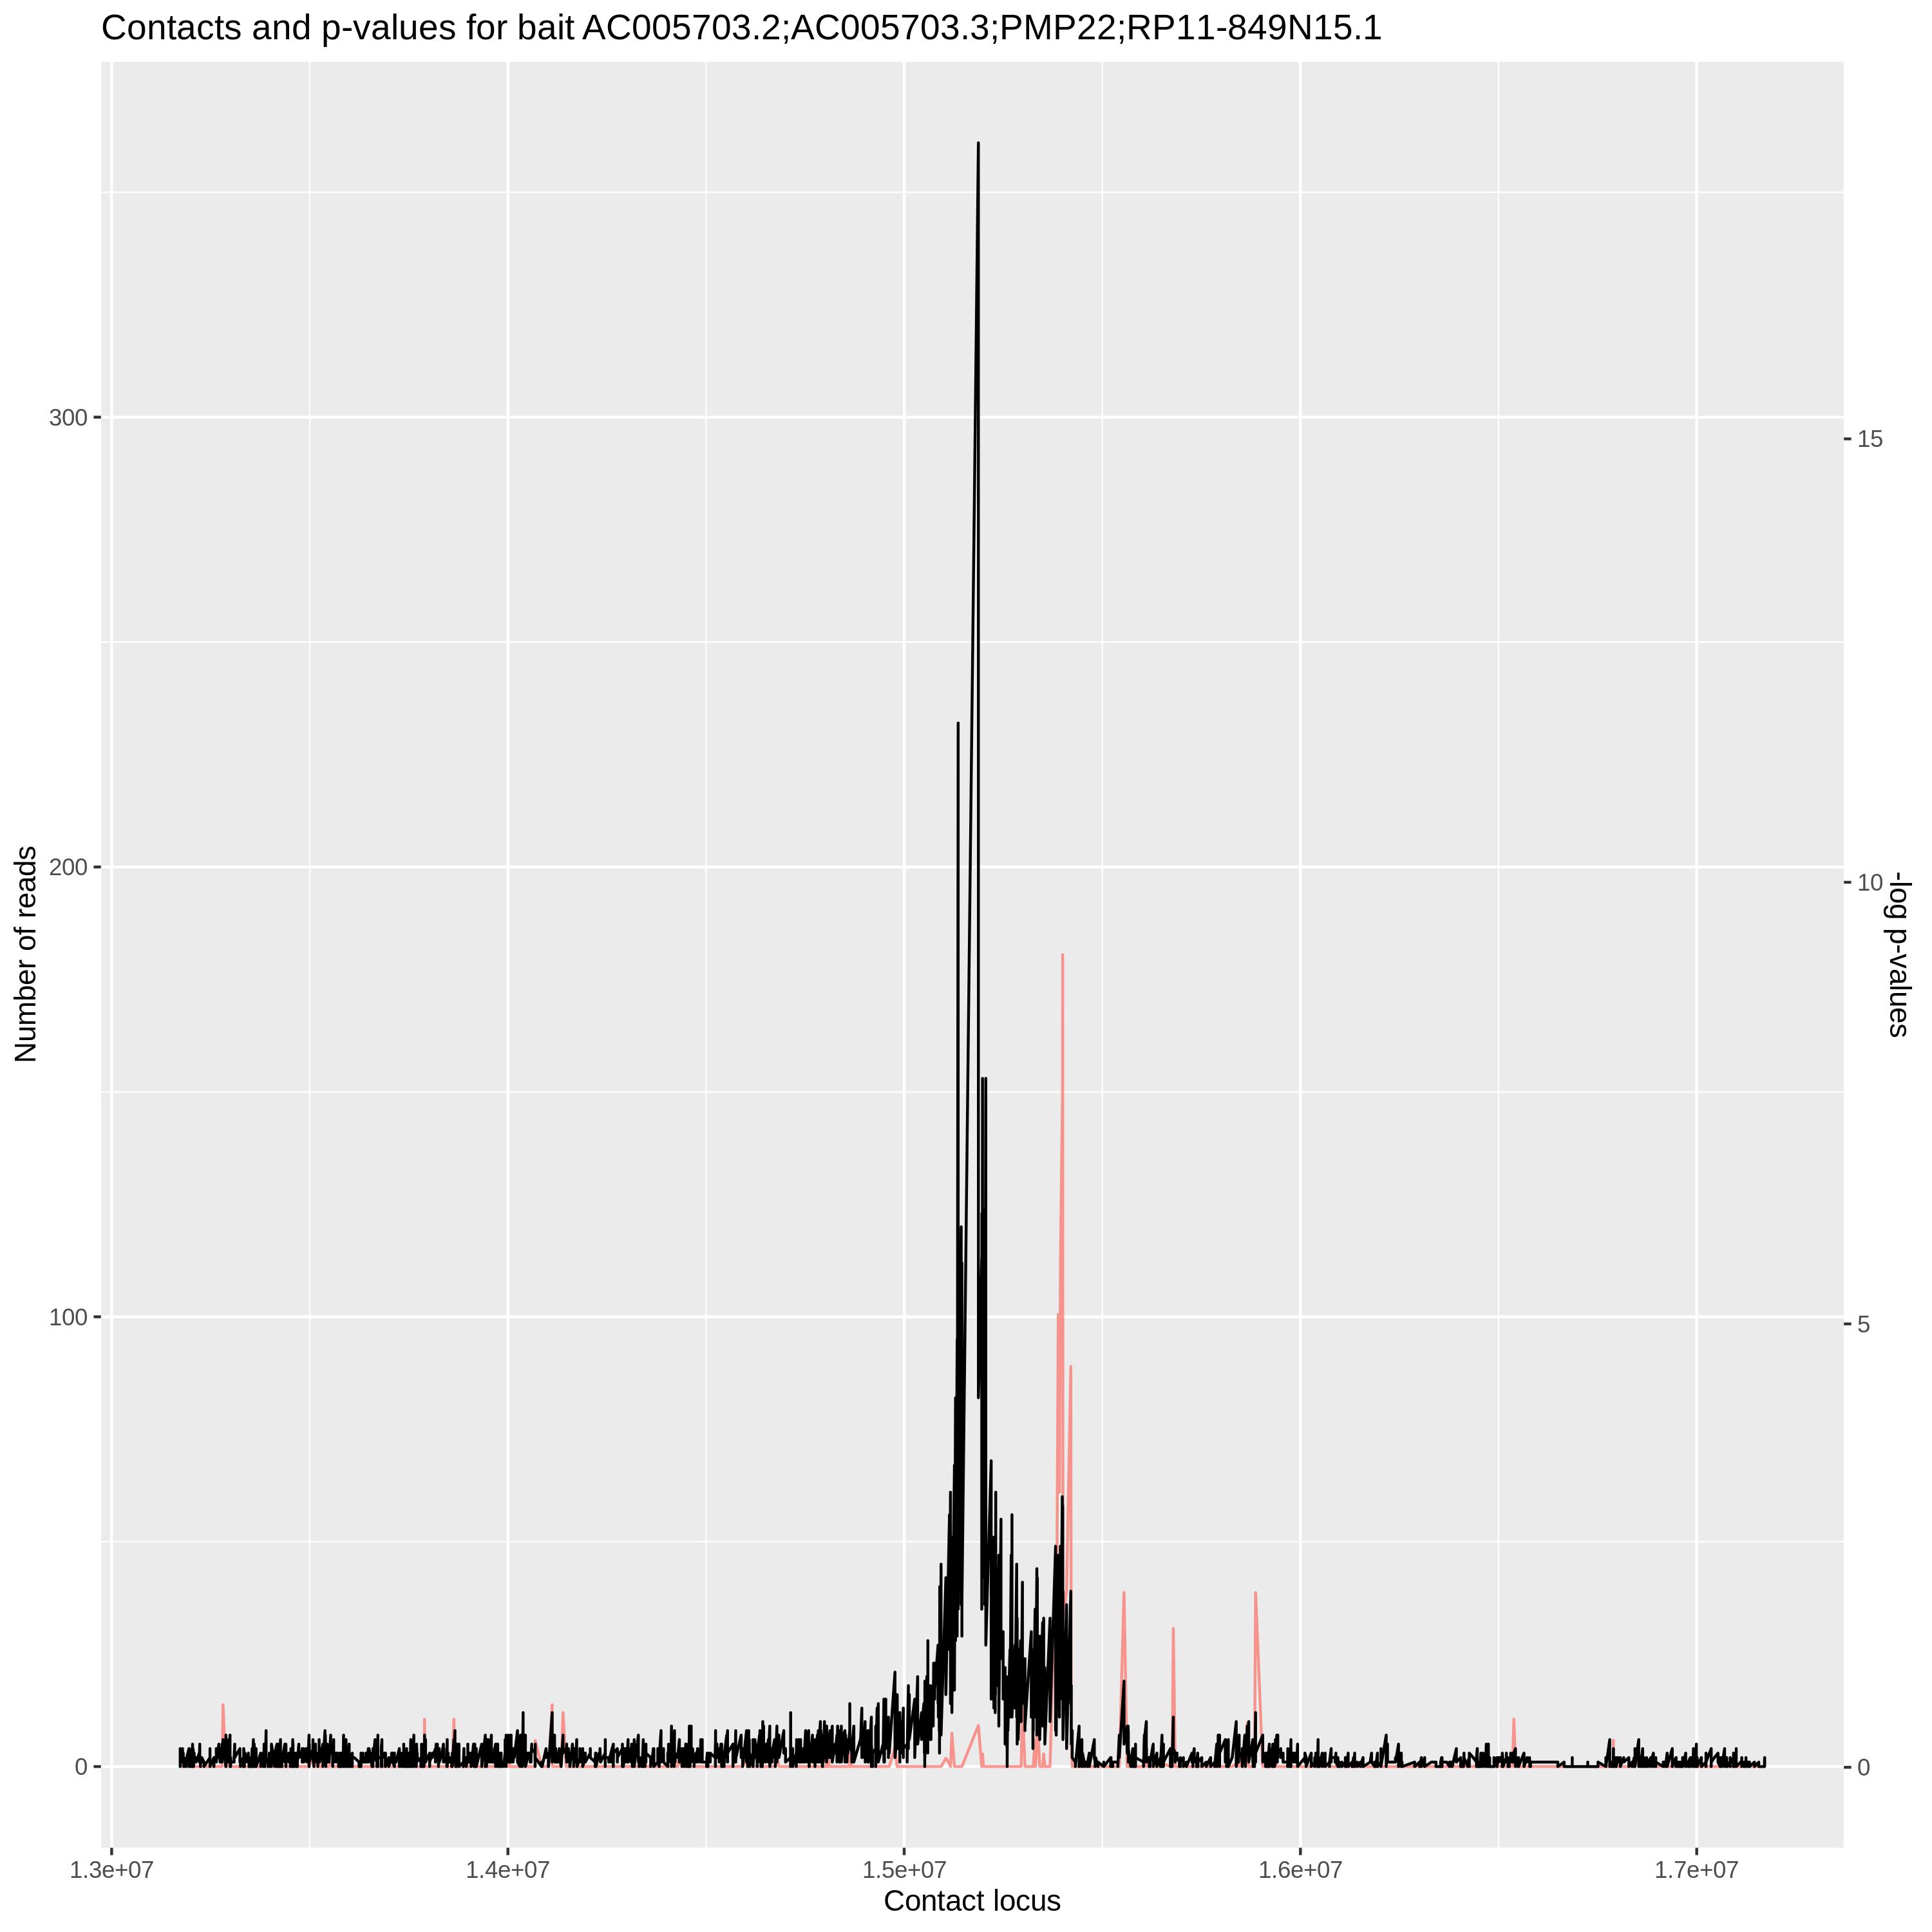 Contacts and p-values for bait AC005703.2;AC005703.3;PMP22;RP11-849N15.1
300
200
100
0
Number of reads
15
10
5
0
-log p-values
1.3e+07
1.4e+07
1.5e+07
1.6e+07
1.7e+07
Contact locus